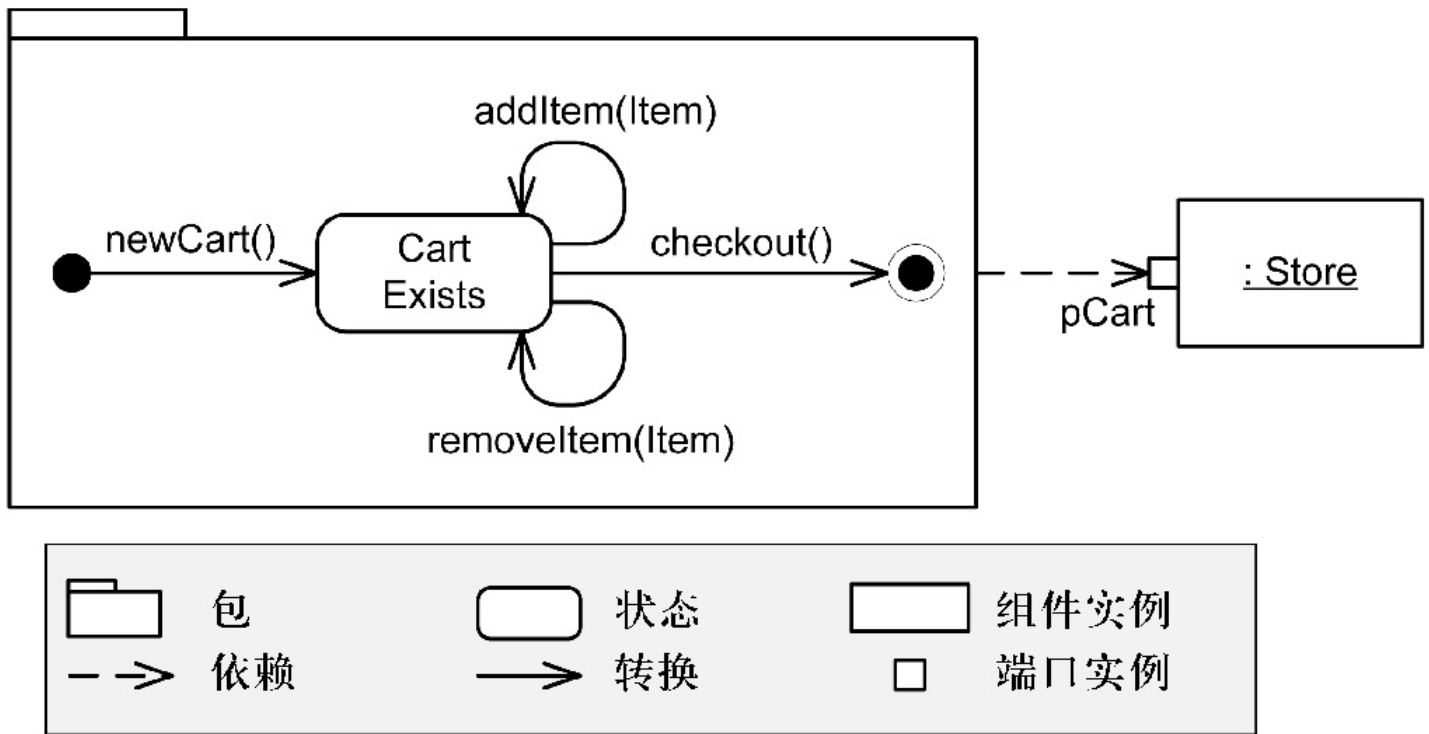 addItem(Item)
newCart()
Cart
Exists
checkout()
removeItem(Item)
pCart
: Store
包
状态
组件实例
依赖
转换
端口实例